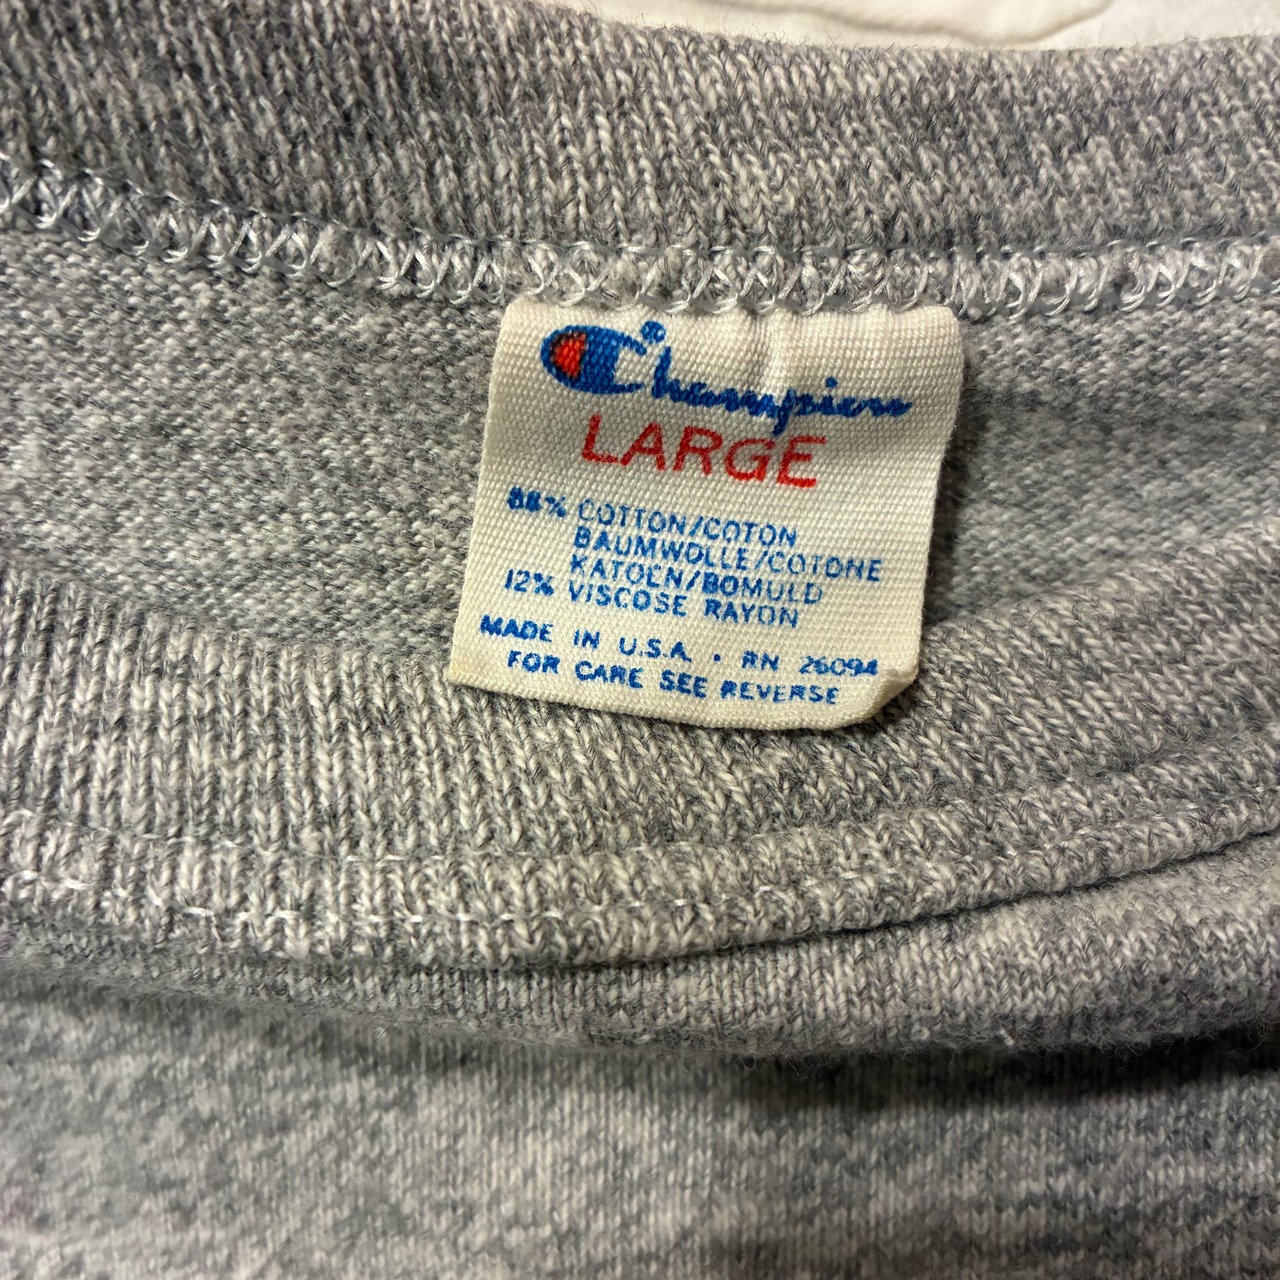 Champion®
LARGE
88% COTTON/COTON
BAUMWOLLE/COTONE
KATOEN/BOMULD
12% VISCOSE RAYON
MADE IN U.S.A. • RN 26094
FOR CARE SEE REVERSE